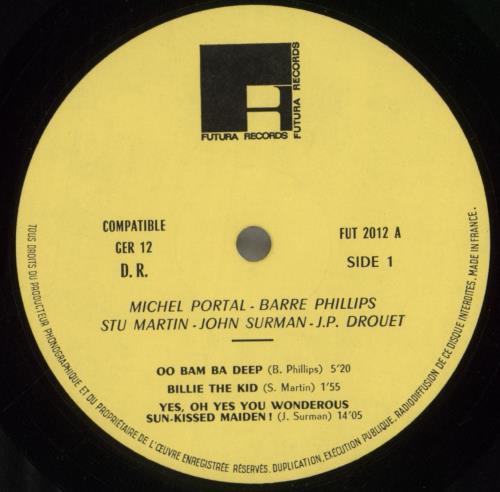 FUTURA RECORDS
FUTURA RECORDS
COMPATIBLE
GER 12
D. R.
FUT 2012 A
SIDE 1
MICHEL PORTAL - BARRE PHILLIPS
STU MARTIN - JOHN SURMAN - J.P. DROUET
OO BAM BA DEEP (B. Phillips) 5'20
BILLIE THE KID (S. Martin) 1'55
YES, OH YES YOU WONDEROUS
SUN-KISSED MAIDEN! (J. Surman) 14'05
TOUS DROITS DU PRODUCTEUR PHONOGRAPHIQUE ET DU PROPRIÉTAIRE DE L'ŒUVRE ENREGISTRÉE RÉSERVÉS. DUPLICATION, EXÉCUTION PUBLIQUE, RADIODIFFUSION DE CE DISQUE INTERDITES. MADE IN FRANCE.